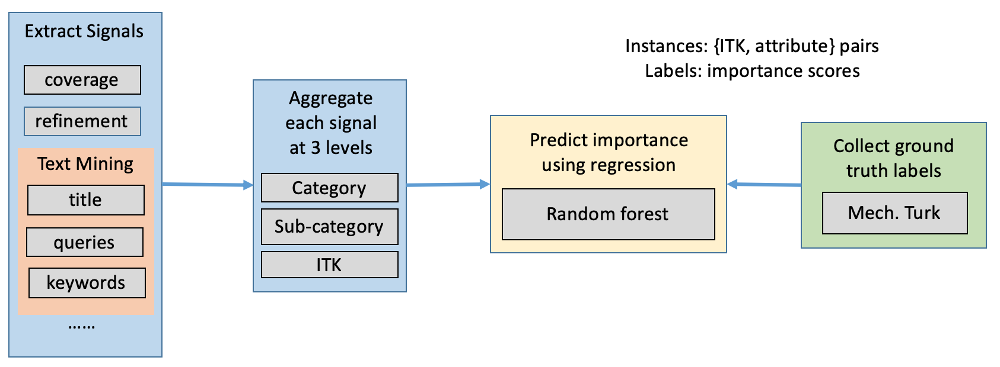 Extract Signals
coverage
refinement
Text Mining
title
queries
keywords
......
Aggregate
each signal
at 3 levels
Category
Sub-category
ITK
Instances: {ITK, attribute} pairs
Labels: importance scores
Predict importance
using regression
Random forest
Collect ground
truth labels
Mech. Turk